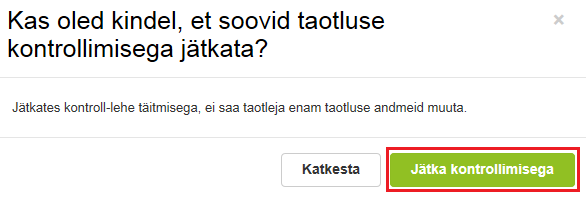 Kas oled kindel, et soovid taotluse
kontrollimisega jätkata?
×
Jätkates kontroll-lehe täitmisega, ei saa taotleja enam taotluse andmeid muuta.
Katkesta
Jätka kontrollimisega